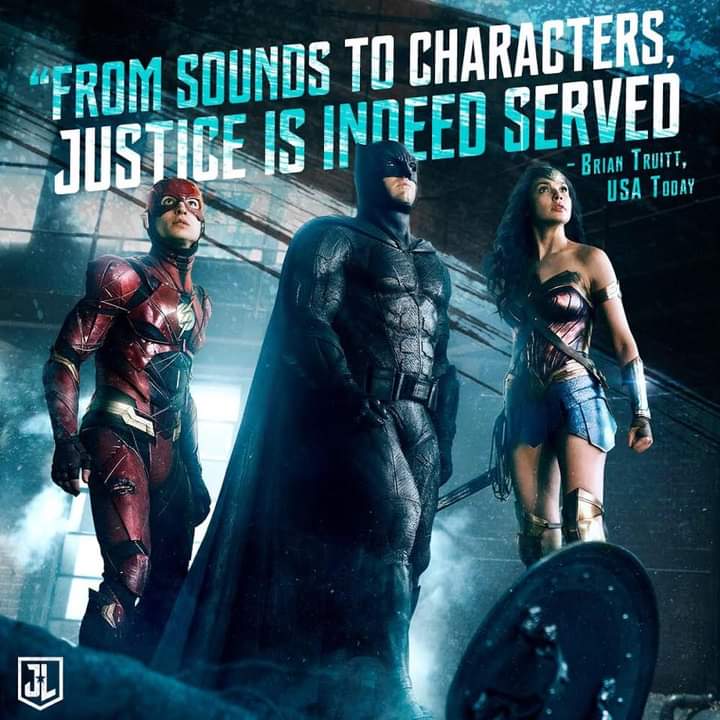 “FROM SOUNDS TO CHARACTERS,
JUSTICE IS INDEED SERVED
- BRIAN TRUITT,
USA TODAY
JL